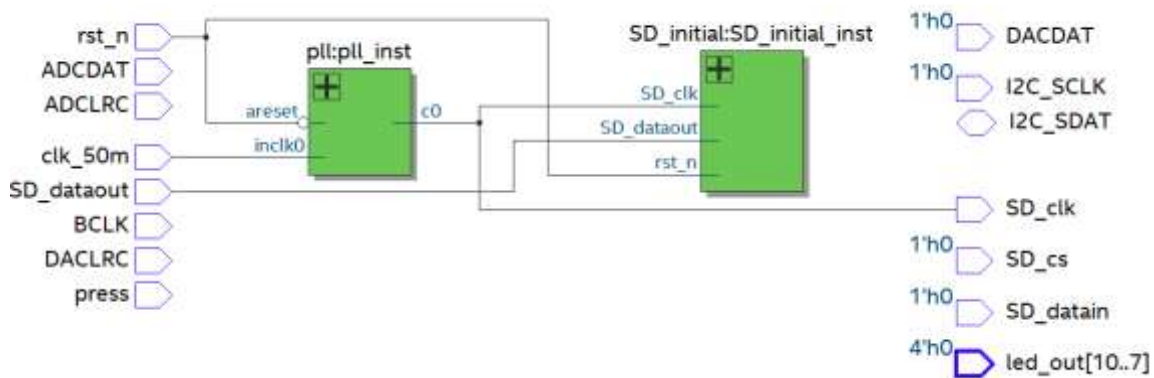 rst_n
ADCDAT
ADCLRC
clk_50m
SD_dataout
BCLK
DACLRC
press
pll:pll_inst
areset
c0
inclk0
SD_initial:SD_initial_inst
SD_clk
SD_dataout
rst_n
1'h0
DACDAT
1'h0
I2C_SCLK
I2C_SDAT
SD_clk
1'h0
SD_cs
1'h0
SD_datain
4'h0
led_out[10..7]